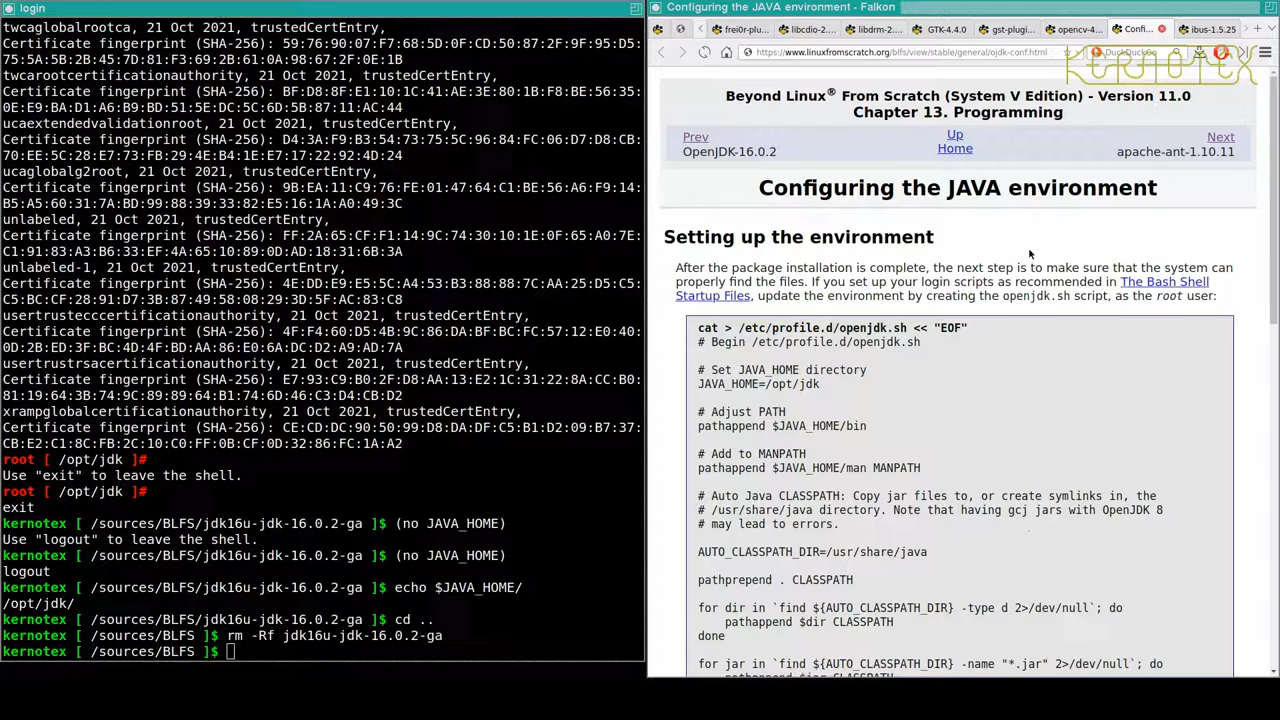 login
twcaglobalrootca, 21 Oct 2021, trustedCertEntry,
Certificate fingerprint (SHA-256): 59:76:90:07:F7:68:5D:0F:CD:50:87:2F:9F:95:D5:
75:5A:5B:2B:45:7D:81:F3:69:2B:61:0A:98:67:2F:0E:1B
twcarootcertificationauthority, 21 Oct 2021, trustedCertEntry,
Certificate fingerprint (SHA-256): BF:D8:8F:E1:10:1C:41:AE:3E:80:1B:F8:BE:56:35:
0E:E9:BA:D1:A6:B9:BD:51:5E:DC:5C:6D:5B:87:11:AC:44
ucaextendedvalidationroot, 21 Oct 2021, trustedCertEntry,
Certificate fingerprint (SHA-256): D4:3A:F9:B3:54:73:75:5C:96:84:FC:06:D7:D8:CB:
70:EE:5C:28:E7:73:FB:29:4E:B4:1E:E7:17:22:92:4D:24
ucaglobalg2root, 21 Oct 2021, trustedCertEntry,
Certificate fingerprint (SHA-256): 9B:EA:11:C9:76:FE:01:47:64:C1:BE:56:A6:F9:14:
B5:A5:60:31:7A:BD:99:88:39:33:82:E5:16:1A:A0:49:3C
unlabeled, 21 Oct 2021, trustedCertEntry,
Certificate fingerprint (SHA-256): FF:2A:65:CF:F1:14:9C:74:30:10:1E:0F:65:A0:7E:
C1:91:83:A3:B6:33:EF:4A:65:10:89:0D:AD:18:31:6B:3A
unlabeled-1, 21 Oct 2021, trustedCertEntry,
Certificate fingerprint (SHA-256): 4E:DD:E9:E5:5C:A4:53:B3:88:88:7C:AA:25:D5:C5:
C5:BC:CF:28:91:D7:3B:87:49:58:08:29:3D:5F:AC:83:C8
usertrustecccertificationauthority, 21 Oct 2021, trustedCertEntry,
Certificate fingerprint (SHA-256): 4F:F4:60:D5:4B:9C:86:DA:BF:BC:FC:57:12:E0:40:
0D:2B:ED:3F:BC:4D:4F:BD:AA:86:E0:6A:DC:D2:A9:AD:7A
usertrustrsacertificationauthority, 21 Oct 2021, trustedCertEntry,
Certificate fingerprint (SHA-256): E7:93:C9:B0:2F:D8:AA:13:E2:1C:31:22:8A:CC:B0:
81:19:64:3B:74:9C:89:89:64:B1:74:6D:46:C3:D4:CB:D2
xrampglobalcertificationauthority, 21 Oct 2021, trustedCertEntry,
Certificate fingerprint (SHA-256): CE:CD:DC:90:50:99:D8:DA:DF:C5:B1:D2:09:B7:37:
CB:E2:C1:8C:FB:2C:10:C0:FF:0B:CF:0D:32:86:FC:1A:A2
root [ /opt/jdk ]#
Use "exit" to leave the shell.
root [ /opt/jdk ]#
exit
kernotex [ /sources/BLFS/jdk16u-jdk-16.0.2-ga ]$ (no JAVA_HOME)
Use "logout" to leave the shell.
kernotex [ /sources/BLFS/jdk16u-jdk-16.0.2-ga ]$ (no JAVA_HOME)
logout
kernotex [ /sources/BLFS/jdk16u-jdk-16.0.2-ga ]$ echo $JAVA_HOME/
/opt/jdk/
kernotex [ /sources/BLFS/jdk16u-jdk-16.0.2-ga ]$ cd ..
kernotex [ /sources/BLFS ]$ rm -Rf jdk16u-jdk-16.0.2-ga
kernotex [ /sources/BLFS ]$
Configuring the JAVA environment - Falkon
frei0r-plu... libcdio-2.... libdrm-2.... GTK-4.4.0 gst-plugi... opencv-4... Confi... ibus-1.5.25
https://www.linuxfromscratch.org/blfs/view/stable/general/ojdk-conf.html DuckDuckGo
KERNOTEX
Beyond Linux® From Scratch (System V Edition) - Version 11.0
Chapter 13. Programming
Prev Up Next
OpenJDK-16.0.2 Home apache-ant-1.10.11
Configuring the JAVA environment
Setting up the environment
After the package installation is complete, the next step is to make sure that the system can
properly find the files. If you set up your login scripts as recommended in The Bash Shell
Startup Files, update the environment by creating the openjdk.sh script, as the root user:
cat > /etc/profile.d/openjdk.sh << "EOF"
# Begin /etc/profile.d/openjdk.sh
# Set JAVA_HOME directory
JAVA_HOME=/opt/jdk
# Adjust PATH
pathappend $JAVA_HOME/bin
# Add to MANPATH
pathappend $JAVA_HOME/man MANPATH
# Auto Java CLASSPATH: Copy jar files to, or create symlinks in, the
# /usr/share/java directory. Note that having gcj jars with OpenJDK 8
# may lead to errors.
AUTO_CLASSPATH_DIR=/usr/share/java
pathprepend . CLASSPATH
for dir in `find ${AUTO_CLASSPATH_DIR} -type d 2>/dev/null`; do
pathappend $dir CLASSPATH
done
for jar in `find ${AUTO_CLASSPATH_DIR} -name "*.jar" 2>/dev/null`; do